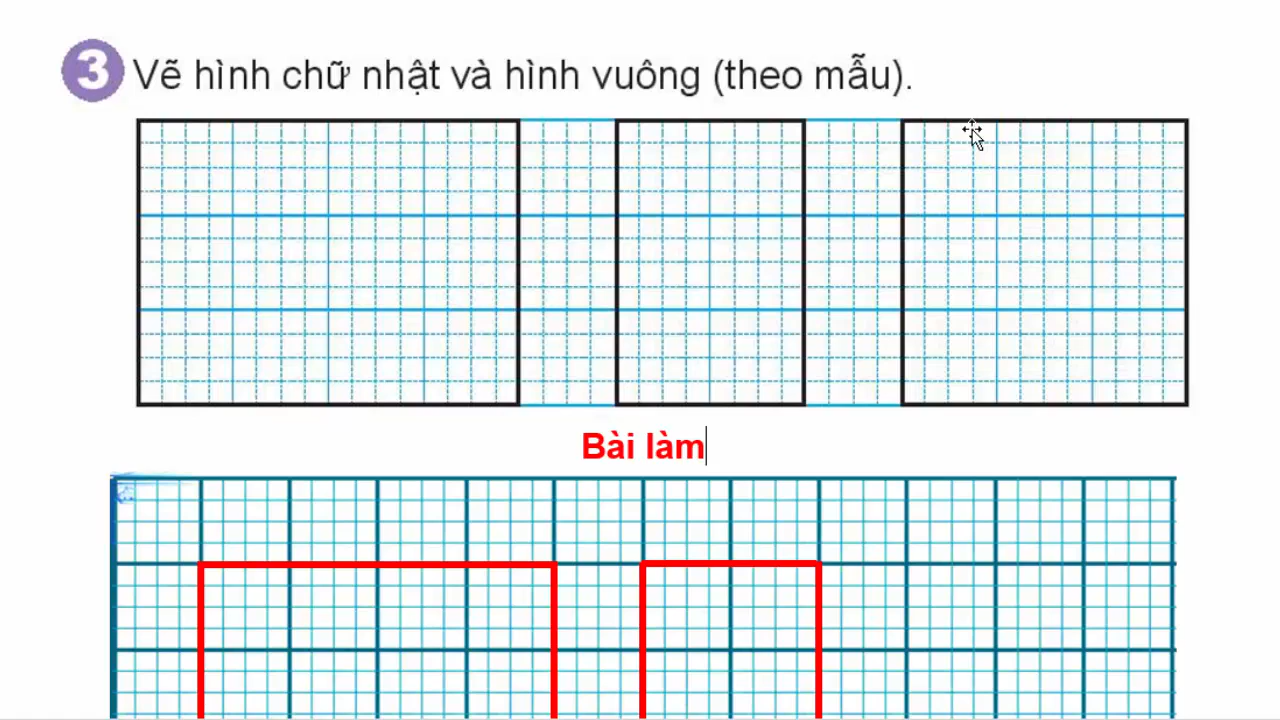 3 Vẽ hình chữ nhật và hình vuông (theo mẫu).
Bài làm